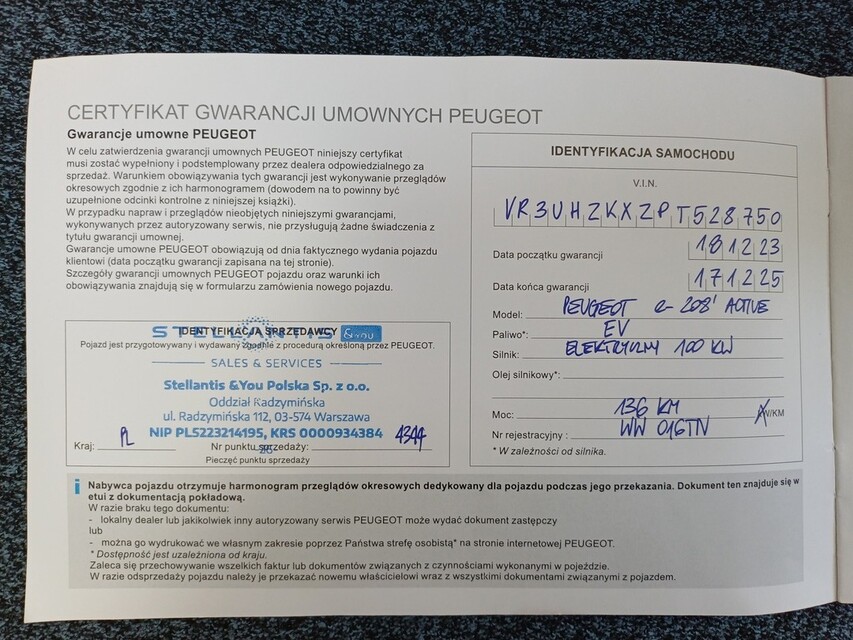 CERTYFIKAT GWARANCJI UMOWNYCH PEUGEOT
Gwarancje umowne PEUGEOT
W celu zatwierdzenia gwarancji umownych PEUGEOT niniejszy certyfikat
musi zostać wypełniony i podstemplowany przez dealera odpowiedzialnego za
sprzedaż. Warunkiem obowiązywania tych gwarancji jest wykonywanie przeglądów
okresowych zgodnie z ich harmonogramem (dowodem na to powinny być
uzupełnione odcinki kontrolne z niniejszej książki).
W przypadku napraw i przeglądów nieobjętych niniejszymi gwarancjami,
wykonywanych przez autoryzowany serwis, nie przysługują żadne świadczenia z
tytułu gwarancji umownej.
Gwarancje umowne PEUGEOT obowiązują od dnia faktycznego wydania pojazdu
klientowi (data początku gwarancji zapisana na tej stronie).
Szczegóły gwarancji umownych PEUGEOT pojazdu oraz warunki ich
obowiązywania znajdują się w formularzu zamówienia nowego pojazdu.
IDENTYFIKACJA SPRZEDAWCY
STELLANTIS &YOU
Pojazd jest przygotowywany i wydawany zgodnie z procedurą określoną przez PEUGEOT.
SALES & SERVICES
Stellantis &You Polska Sp. z o.o.
Oddział Radzymińska
ul. Radzymińska 112, 03-574 Warszawa
NIP PL5223214195, KRS 0000934384
Kraj: PL Nr punktu sprzedaży: 4344
Pieczęć punktu sprzedaży
IDENTYFIKACJA SAMOCHODU
V.I.N.
VR3UHZKXZPT528750
Data początku gwarancji 181223
Data końca gwarancji 171225
Model: PEUGEOT e-208' ACTIVE
Paliwo*: EV
Silnik: ELEKTRYCZNY 100 KW
Olej silnikowy*:
Moc: 136 KM kW/KM
Nr rejestracyjny : WW 016TN
* W zależności od silnika.
i Nabywca pojazdu otrzymuje harmonogram przeglądów okresowych dedykowany dla pojazdu podczas jego przekazania. Dokument ten znajduje się w
etui z dokumentacją pokładową.
W razie braku tego dokumentu:
- lokalny dealer lub jakikolwiek inny autoryzowany serwis PEUGEOT może wydać dokument zastępczy
lub
- można go wydrukować we własnym zakresie poprzez Państwa strefę osobistą* na stronie internetowej PEUGEOT.
* Dostępność jest uzależniona od kraju.
Zaleca się przechowywanie wszelkich faktur lub dokumentów związanych z czynnościami wykonanymi w pojeździe.
W razie odsprzedaży pojazdu należy je przekazać nowemu właścicielowi wraz z wszystkimi dokumentami związanymi z pojazdem.